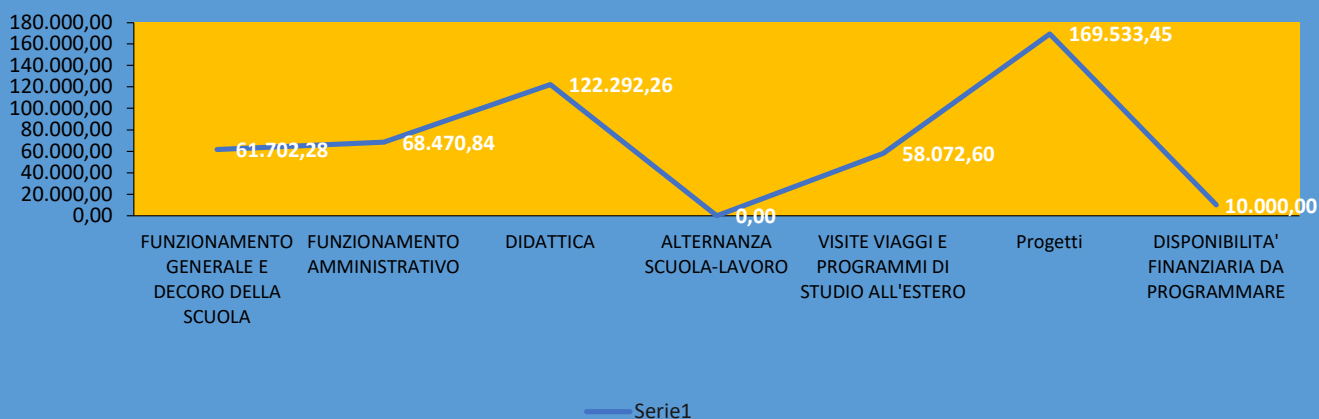 180.000,00
160.000,00
140.000,00
120.000,00
100.000,00
80.000,00
60.000,00
40.000,00
20.000,00
0,00
61.702,28
68.470,84
122.292,26
0,00
58.072,60
169.533,45
10.000,00
FUNZIONAMENTO
GENERALE E
DECORO DELLA
SCUOLA
FUNZIONAMENTO
AMMINISTRATIVO
DIDATTICA
ALTERNANZA
SCUOLA-LAVORO
VISITE VIAGGI E
PROGRAMMI DI
STUDIO ALL'ESTERO
Progetti
DISPONIBILITA'
FINANZIARIA DA
PROGRAMMARE
Serie1